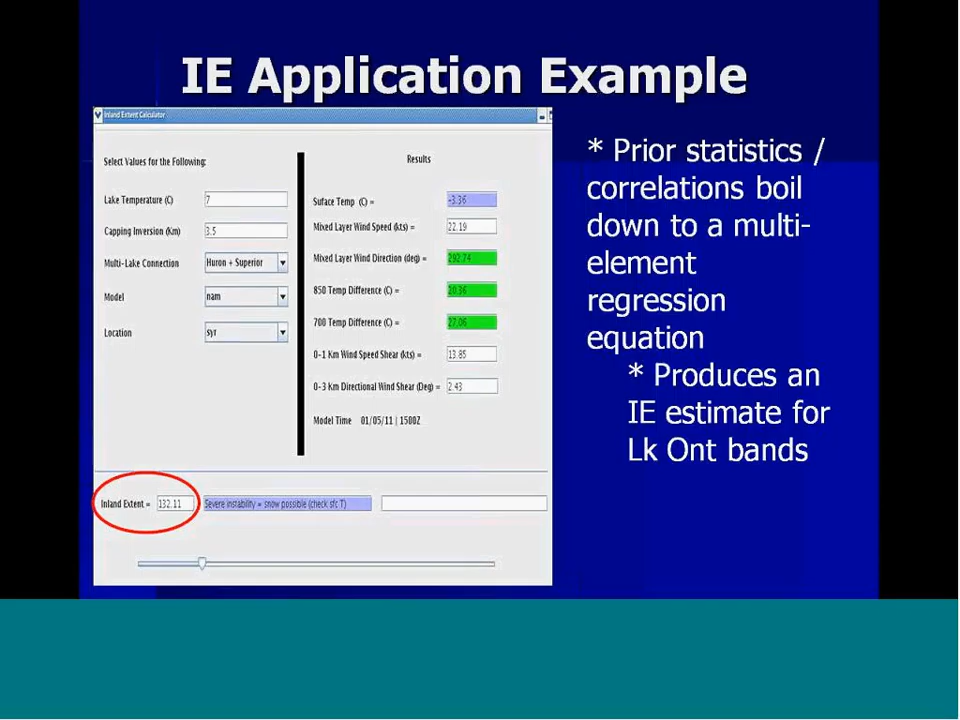 IE Application Example
Inland Extent Calculator
Select Values for the Following:
Lake Temperature (C) 7
Capping Inversion (Km) 3.5
Multi-Lake Connection Huron + Superior
Model nam
Location syr
Results
Suface Temp (C) = -3.36
Mixed Layer Wind Speed (kts) = 22.19
Mixed Layer Wind Direction (deg) = 292.74
850 Temp Difference (C) = 20.36
700 Temp Difference (C) = 27.06
0-1 Km Wind Speed Shear (kts) = 13.85
0-3 Km Directional Wind Shear (Deg) = 2.43
Model Time 01/05/11 | 1500Z
Inland Extent = 132.11 Severe instability = snow possible (check sfc T)
* Prior statistics /
correlations boil
down to a multi-
element
regression
equation
* Produces an
IE estimate for
Lk Ont bands